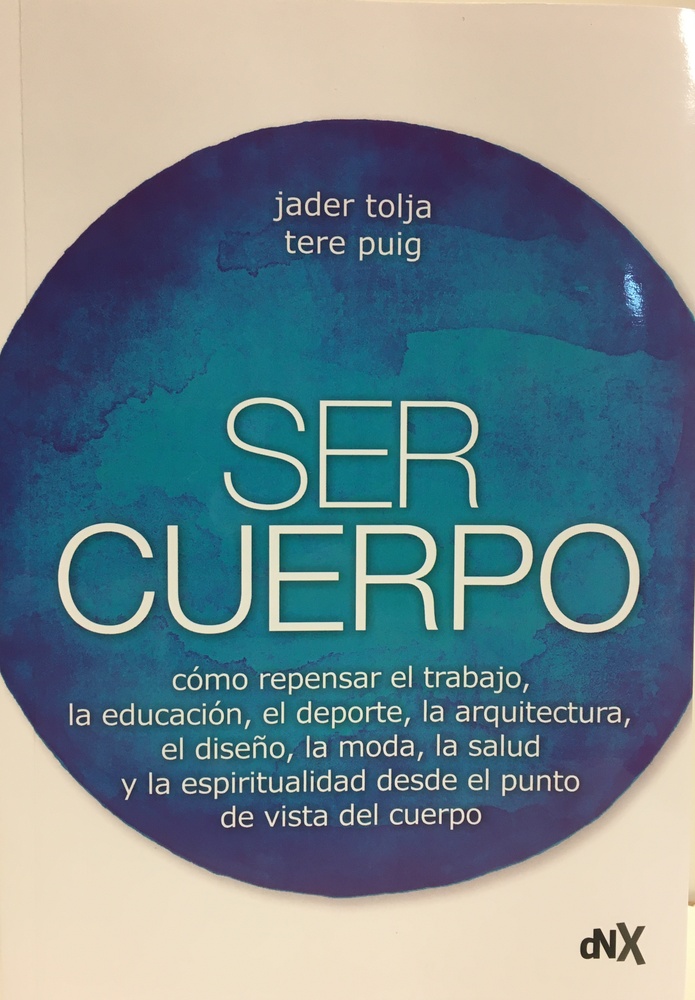 jader tolja
tere puig
SER
CUERPO
cómo repensar el trabajo,
la educación, el deporte, la arquitectura,
el diseño, la moda, la salud
y la espiritualidad desde el punto
de vista del cuerpo
dNX